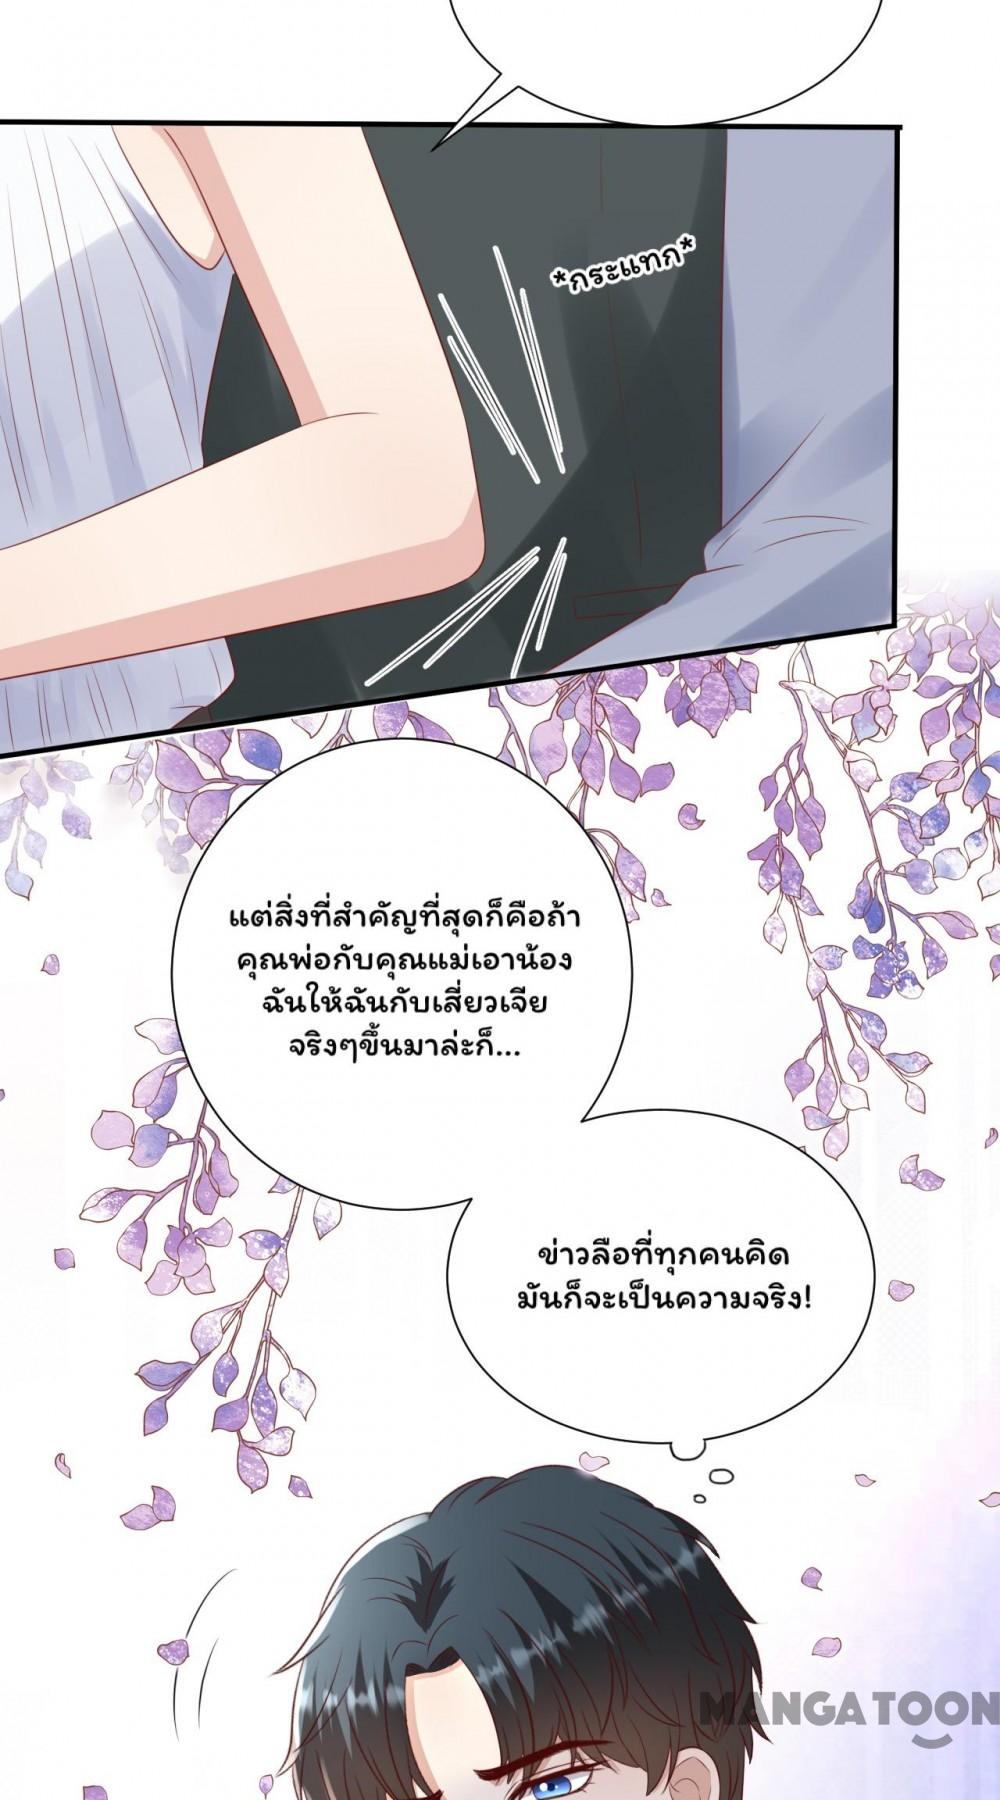 *กระแทก*
แต่สิ่งที่สำคัญที่สุดก็คือถ้า
คุณพ่อกับคุณแม่เอาน้อง
ฉันให้ฉันกับเสี่ยวเจีย
จริงๆขึ้นมาล่ะก็...
ข่าวลือที่ทุกคนคิด
มันก็จะเป็นความจริง!
MANGATOON